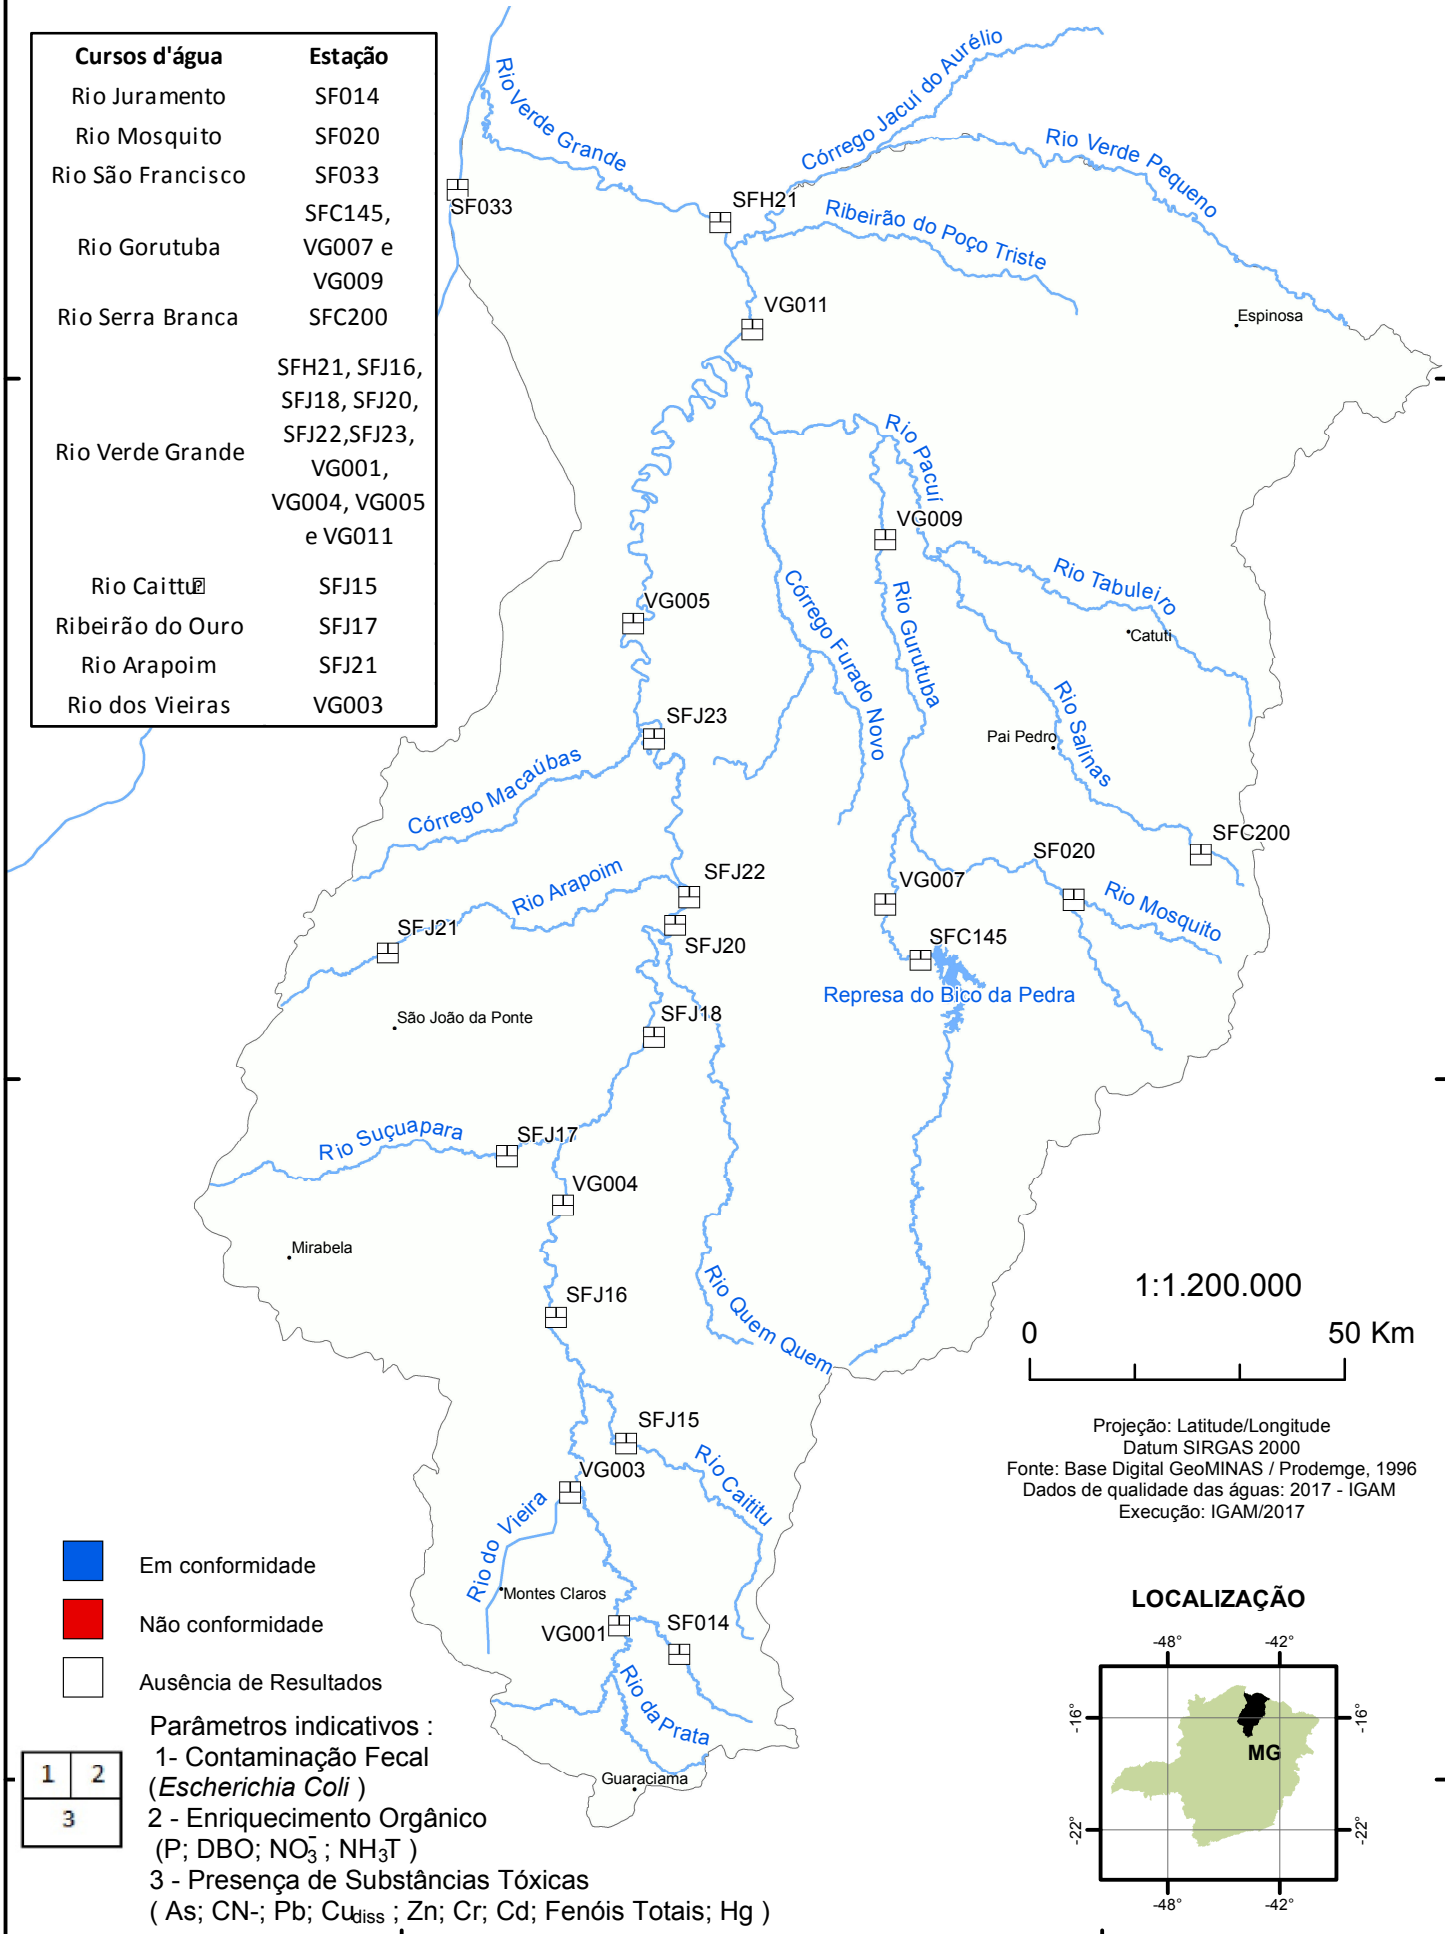 Cursos d'água Estação
Rio Juramento SF014
Rio Mosquito SF020
Rio São Francisco SF033
Rio Gorutuba SFC145,
VG007 e
VG009
Rio Serra Branca SFC200
Rio Verde Grande SFH21, SFJ16,
SFJ18, SFJ20,
SFJ22,SFJ23,
VG001,
VG004, VG005
e VG011
Rio Caittu SFJ15
Ribeirão do Ouro SFJ17
Rio Arapoim SFJ21
Rio dos Vieiras VG003
Rio Verde Grande
Córrego Jacuí do Aurélio
Rio Verde Pequeno
SF033
SFH21
Ribeirão do Poço Triste
VG011
Espinosa
Rio Pacuí
VG009
Rio Tabuleiro
Catuti
VG005
Córrego Furado Novo
Rio Gurutuba
Rio Salinas
Pai Pedro
SFJ23
Córrego Macaúbas
SFC200
SF020
SFJ22
Rio Arapoim
VG007
Rio Mosquito
SFJ21
SFJ20
SFC145
Represa do Bico da Pedra
São João da Ponte
SFJ18
Rio Suçuapara
SFJ17
VG004
Mirabela
SFJ16
Rio Quem Quem
1:1.200.000
0 50 Km
SFJ15
Rio Caititu
VG003
Rio do Vieira
Montes Claros
VG001
SF014
Rio da Prata
Guaraciama
Projeção: Latitude/Longitude
Datum SIRGAS 2000
Fonte: Base Digital GeoMINAS / Prodemge, 1996
Dados de qualidade das águas: 2017 - IGAM
Execução: IGAM/2017
Em conformidade
Não conformidade
Ausência de Resultados
Parâmetros indicativos :
1- Contaminação Fecal
(Escherichia Coli )
2 - Enriquecimento Orgânico
(P; DBO; NO₃⁻ ; NH₃T )
3 - Presença de Substâncias Tóxicas
( As; CN-; Pb; Cu diss ; Zn; Cr; Cd; Fenóis Totais; Hg )
1 2
3
LOCALIZAÇÃO
-48° -42°
-16° -16°
MG
-22° -22°
-48° -42°